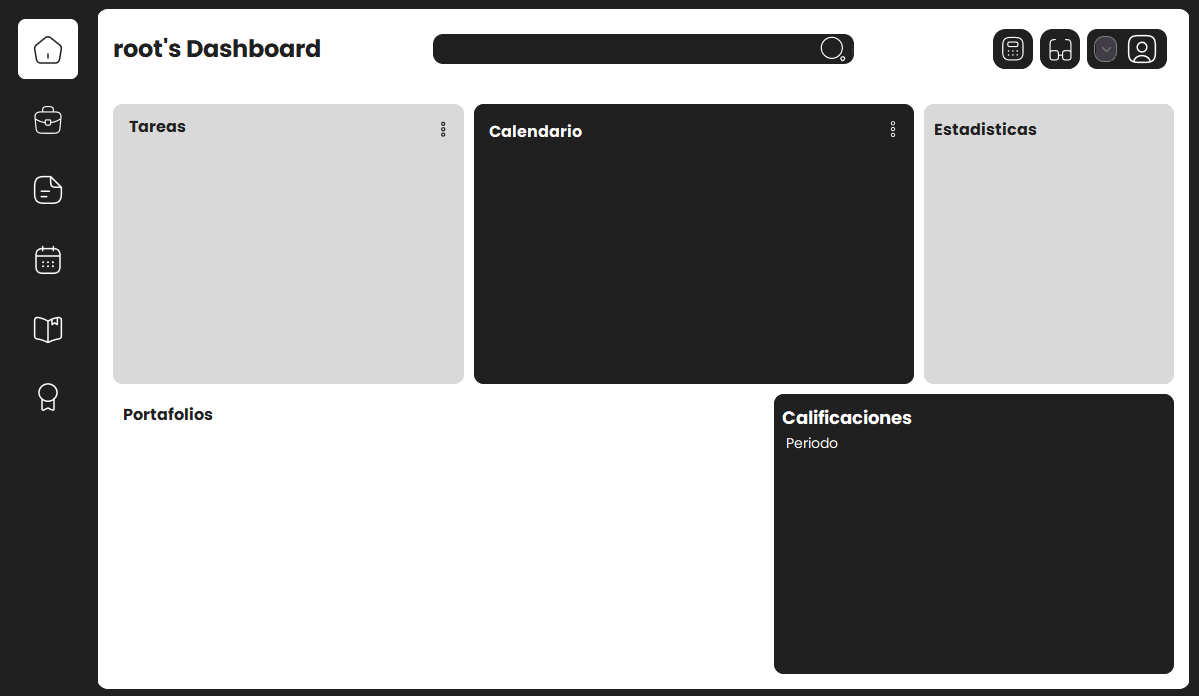 root's Dashboard
Tareas
Calendario
Estadisticas
Portafolios
Calificaciones
Periodo